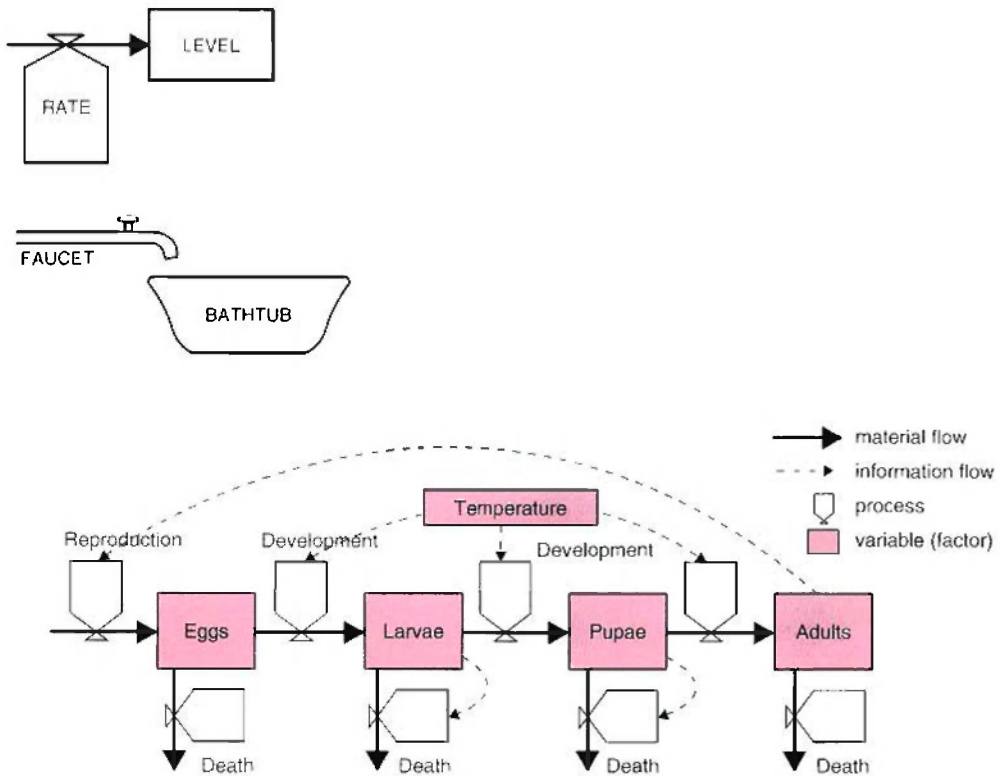 LEVEL
RATE
FAUCET
BATHTUB
material flow
information flow
process
variable (factor)
Temperature
Reproduction
Development
Development
Eggs
Larvae
Pupae
Adults
Death
Death
Death
Death